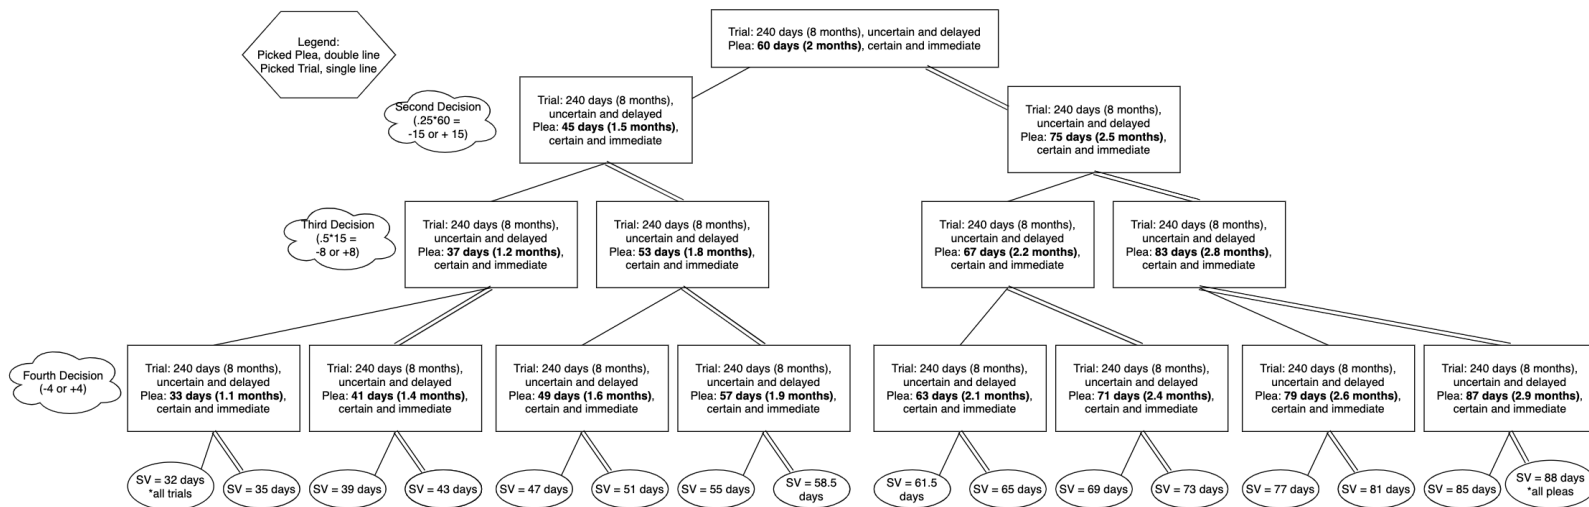 Legend:
Picked Plea, double line
Picked Trial, single line
Trial: 240 days (8 months), uncertain and delayed
Plea: 60 days (2 months), certain and immediate
Second Decision
(.25*60 =
-15 or + 15)
Trial: 240 days (8 months),
uncertain and delayed
Plea: 45 days (1.5 months),
certain and immediate
Trial: 240 days (8 months),
uncertain and delayed
Plea: 75 days (2.5 months),
certain and immediate
Third Decision
(.5*15 =
-8 or +8)
Trial: 240 days (8 months),
uncertain and delayed
Plea: 37 days (1.2 months),
certain and immediate
Trial: 240 days (8 months),
uncertain and delayed
Plea: 53 days (1.8 months),
certain and immediate
Trial: 240 days (8 months),
uncertain and delayed
Plea: 67 days (2.2 months),
certain and immediate
Trial: 240 days (8 months),
uncertain and delayed
Plea: 83 days (2.8 months),
certain and immediate
Fourth Decision
(-4 or +4)
Trial: 240 days (8 months),
uncertain and delayed
Plea: 33 days (1.1 months),
certain and immediate
Trial: 240 days (8 months),
uncertain and delayed
Plea: 41 days (1.4 months),
certain and immediate
Trial: 240 days (8 months),
uncertain and delayed
Plea: 49 days (1.6 months),
certain and immediate
Trial: 240 days (8 months),
uncertain and delayed
Plea: 57 days (1.9 months),
certain and immediate
Trial: 240 days (8 months),
uncertain and delayed
Plea: 63 days (2.1 months),
certain and immediate
Trial: 240 days (8 months),
uncertain and delayed
Plea: 71 days (2.4 months),
certain and immediate
Trial: 240 days (8 months),
uncertain and delayed
Plea: 79 days (2.6 months),
certain and immediate
Trial: 240 days (8 months),
uncertain and delayed
Plea: 87 days (2.9 months),
certain and immediate
SV = 32 days
*all trials
SV = 35 days
SV = 39 days
SV = 43 days
SV = 47 days
SV = 51 days
SV = 55 days
SV = 58.5
days
SV = 61.5
days
SV = 65 days
SV = 69 days
SV = 73 days
SV = 77 days
SV = 81 days
SV = 85 days
SV = 88 days
*all pleas